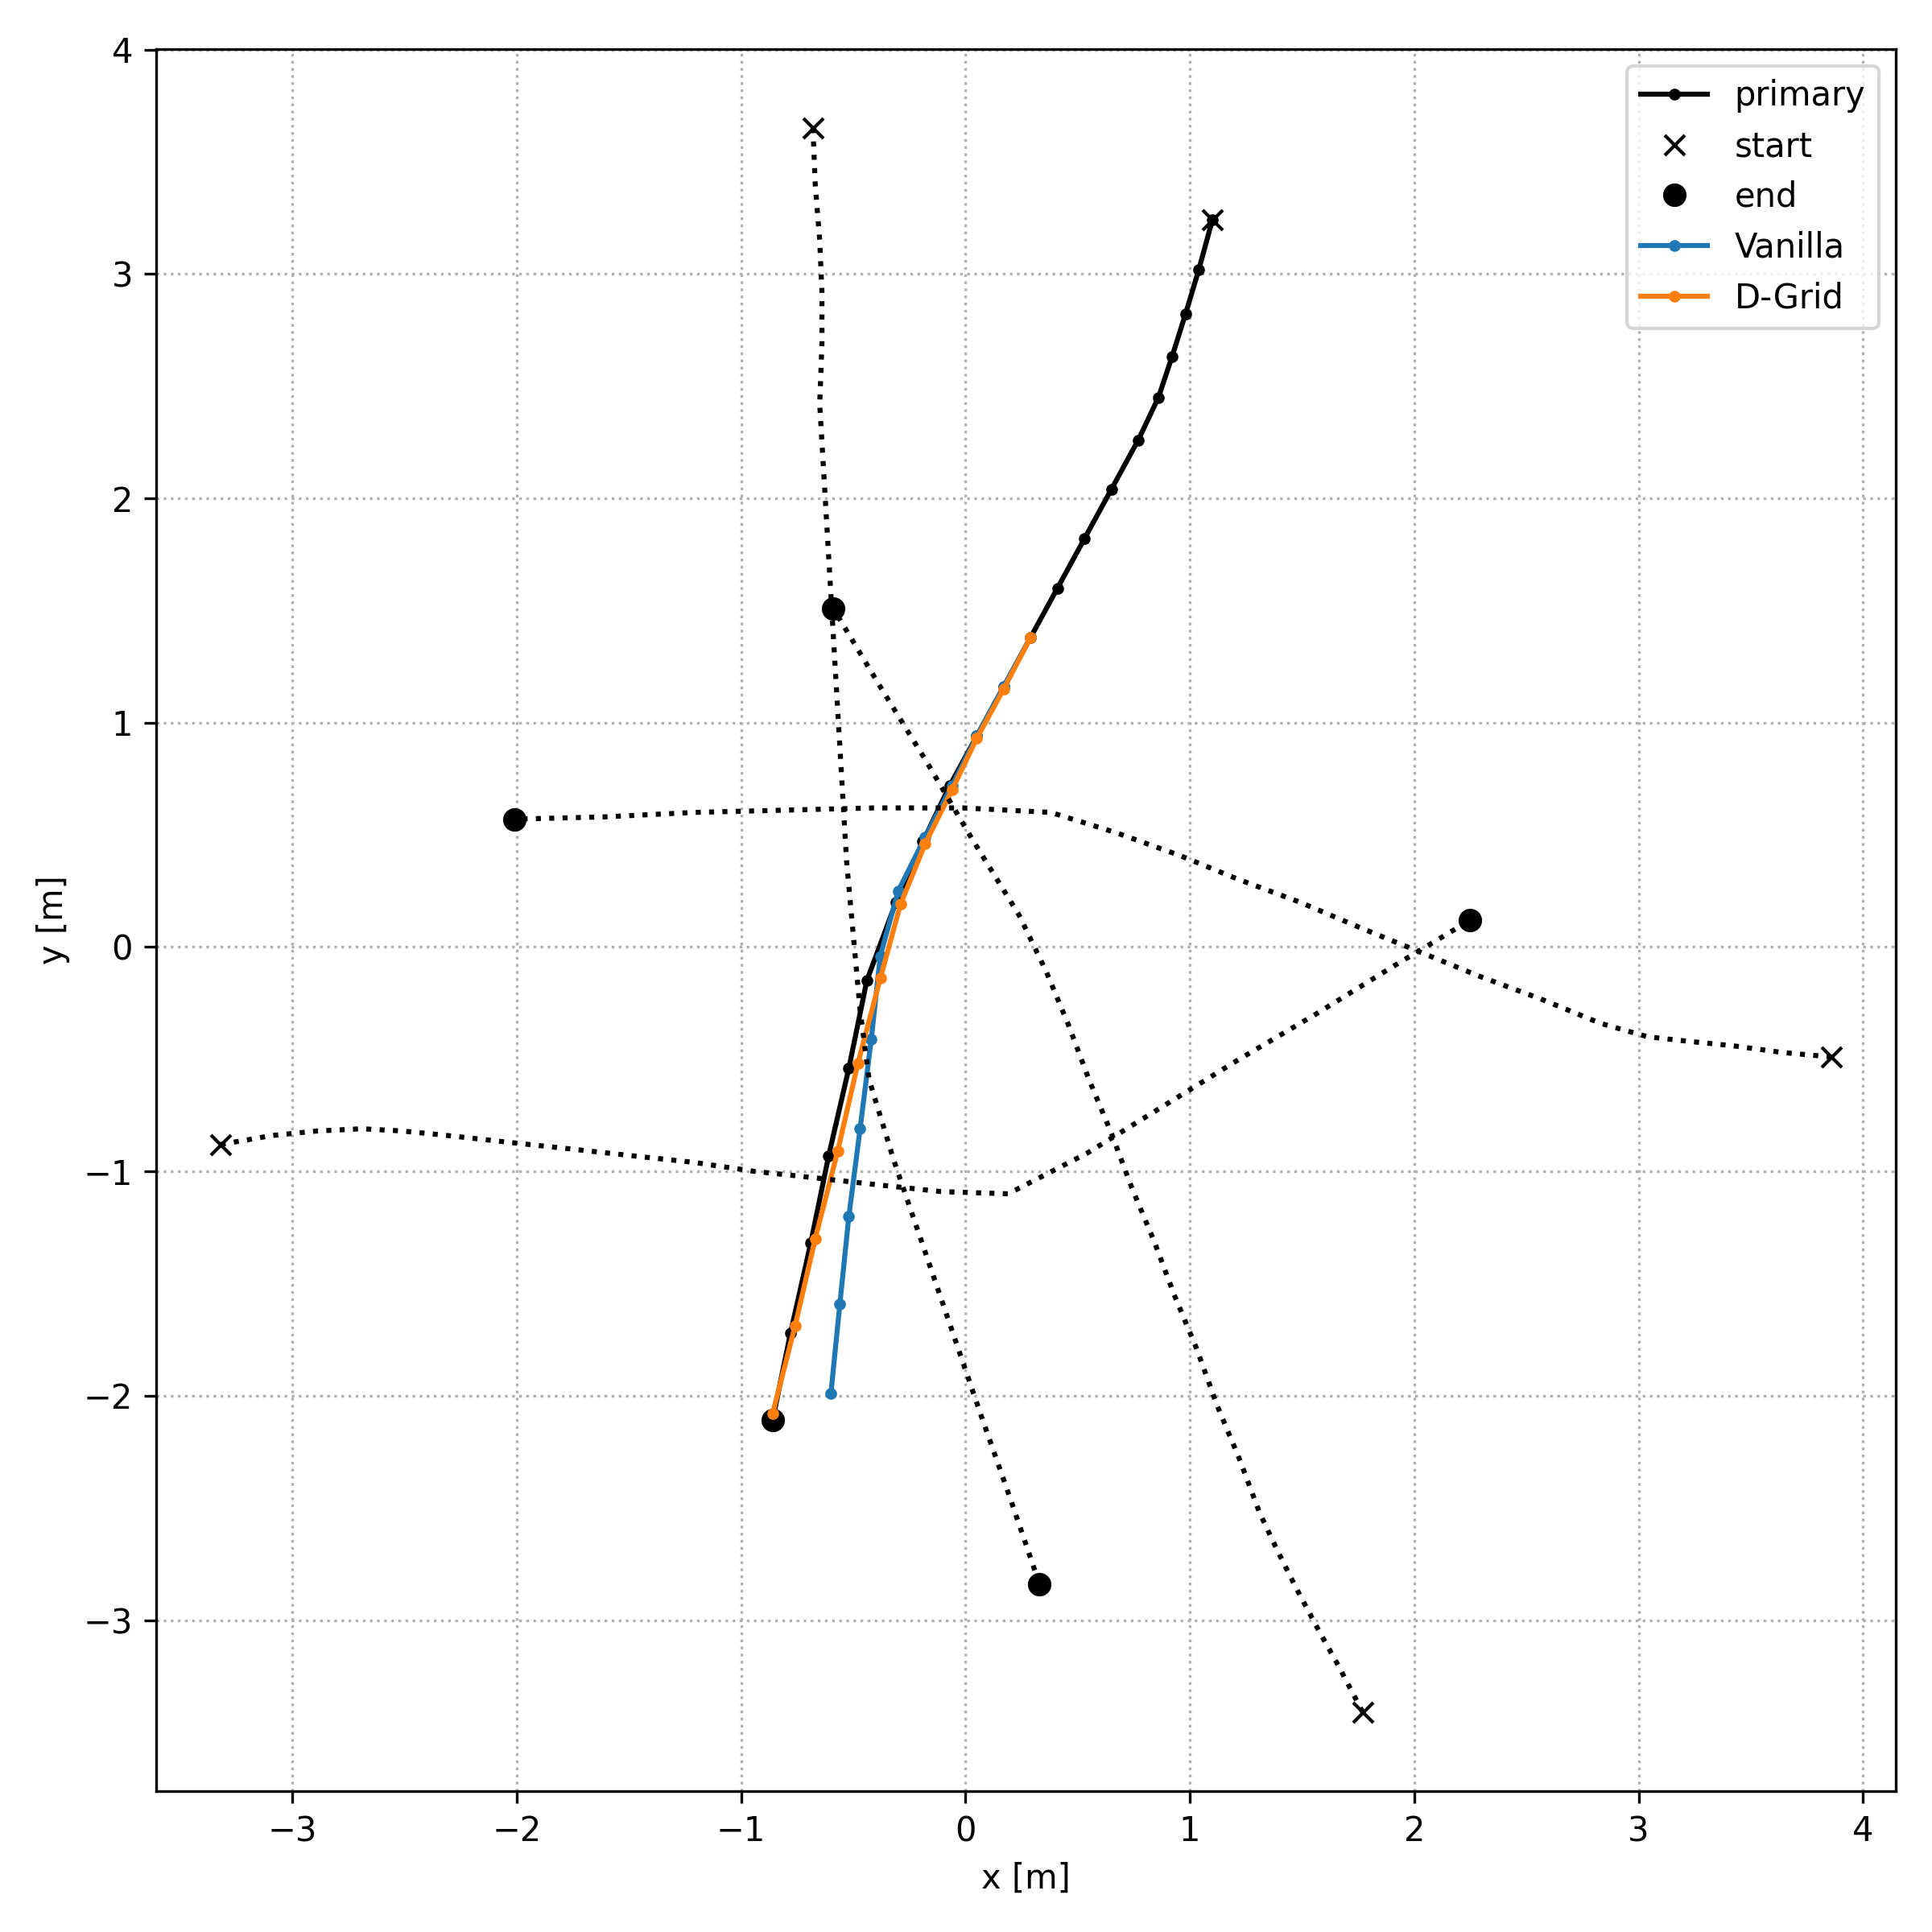 4
3
2
1
0
−1
−2
−3
y [m]
−3 −2 −1 0 1 2 3 4
x [m]
primary
start
end
Vanilla
D-Grid